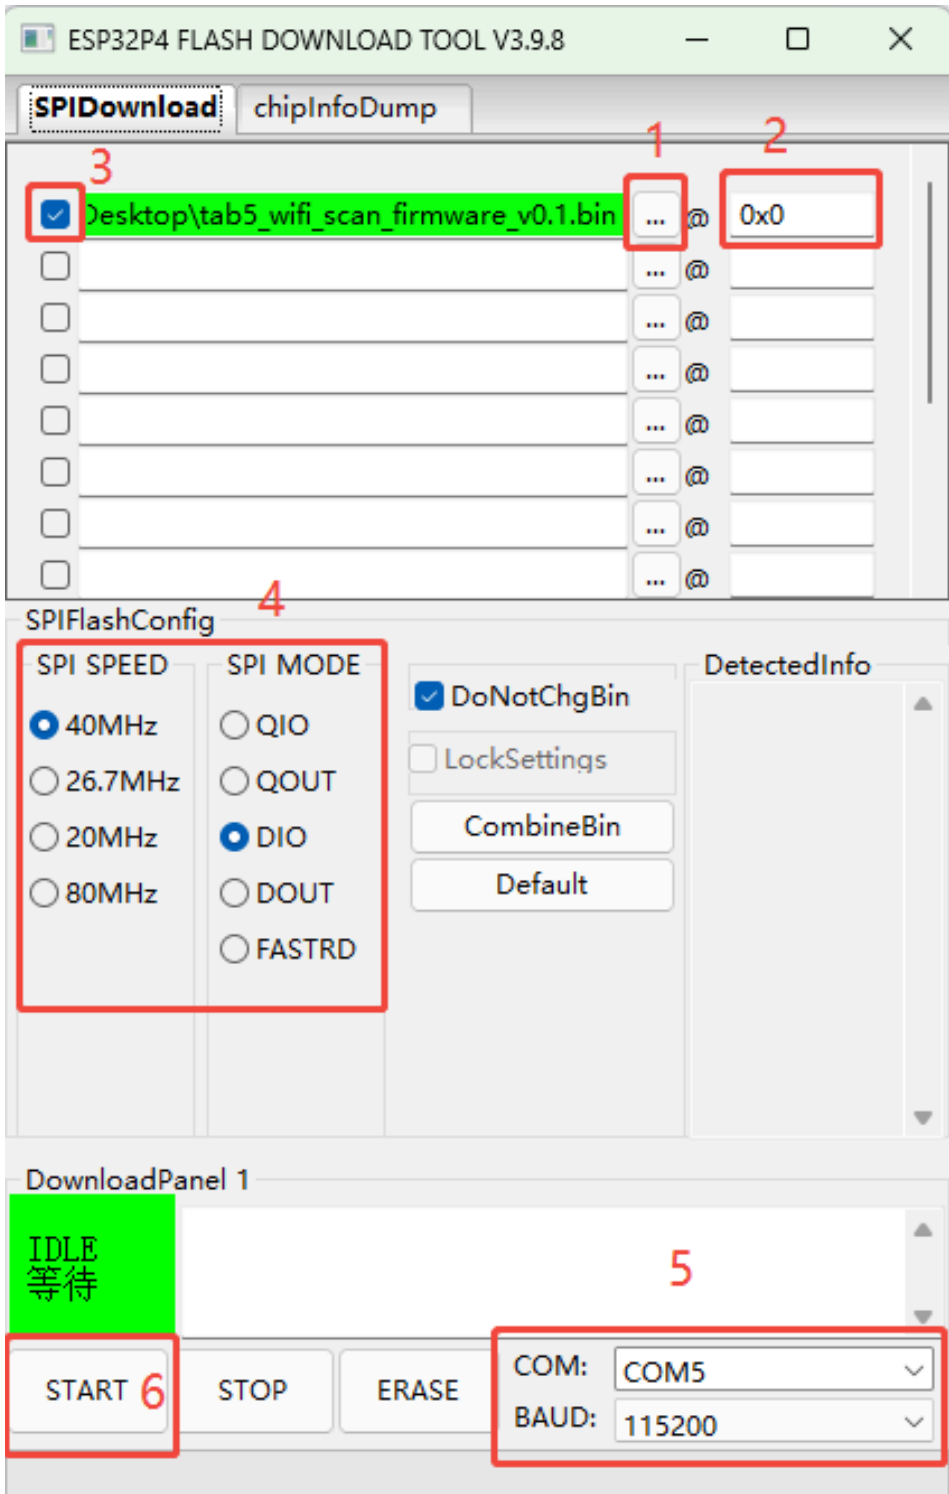 ESP32P4 FLASH DOWNLOAD TOOL V3.9.8
SPIDownload chipInfoDump
1 2
3
Desktop\tab5_wifi_scan_firmware_v0.1.bin ... @ 0x0
... @
... @
... @
... @
... @
... @
... @
4
SPIFlashConfig
SPI SPEED SPI MODE DetectedInfo
40MHz QIO DoNotChgBin
26.7MHz QOUT LockSettings
20MHz DIO CombineBin
80MHz DOUT Default
FASTRD
DownloadPanel 1
IDLE
等待
5
START 6 STOP ERASE COM: COM5
BAUD: 115200